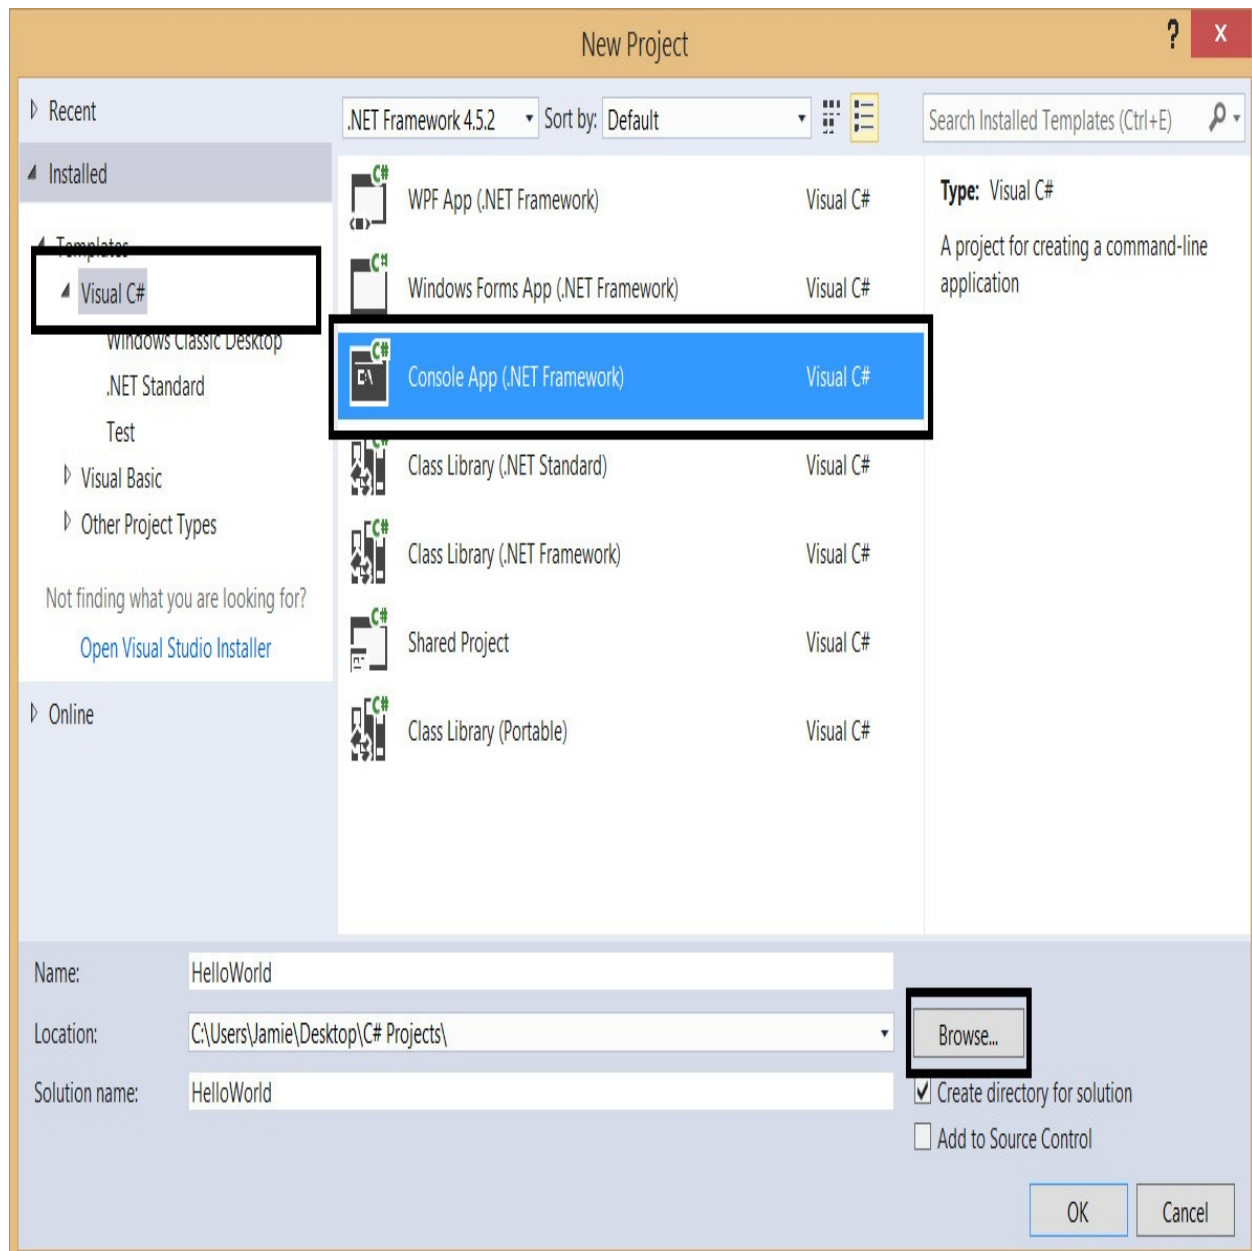 New Project
? X
Recent
.NET Framework 4.5.2 Sort by: Default
Search Installed Templates (Ctrl+E)
Installed
Templates
Visual C#
Windows Classic Desktop
.NET Standard
Test
Visual Basic
Other Project Types
Not finding what you are looking for?
Open Visual Studio Installer
Online
C# WPF App (.NET Framework) Visual C#
C# Windows Forms App (.NET Framework) Visual C#
C# C:\ Console App (.NET Framework) Visual C#
C# Class Library (.NET Standard) Visual C#
C# Class Library (.NET Framework) Visual C#
C# Shared Project Visual C#
C# Class Library (Portable) Visual C#
Type: Visual C#
A project for creating a command-line
application
Name: HelloWorld
Location: C:\Users\Jamie\Desktop\C# Projects\
Browse...
Solution name: HelloWorld
Create directory for solution
Add to Source Control
OK Cancel